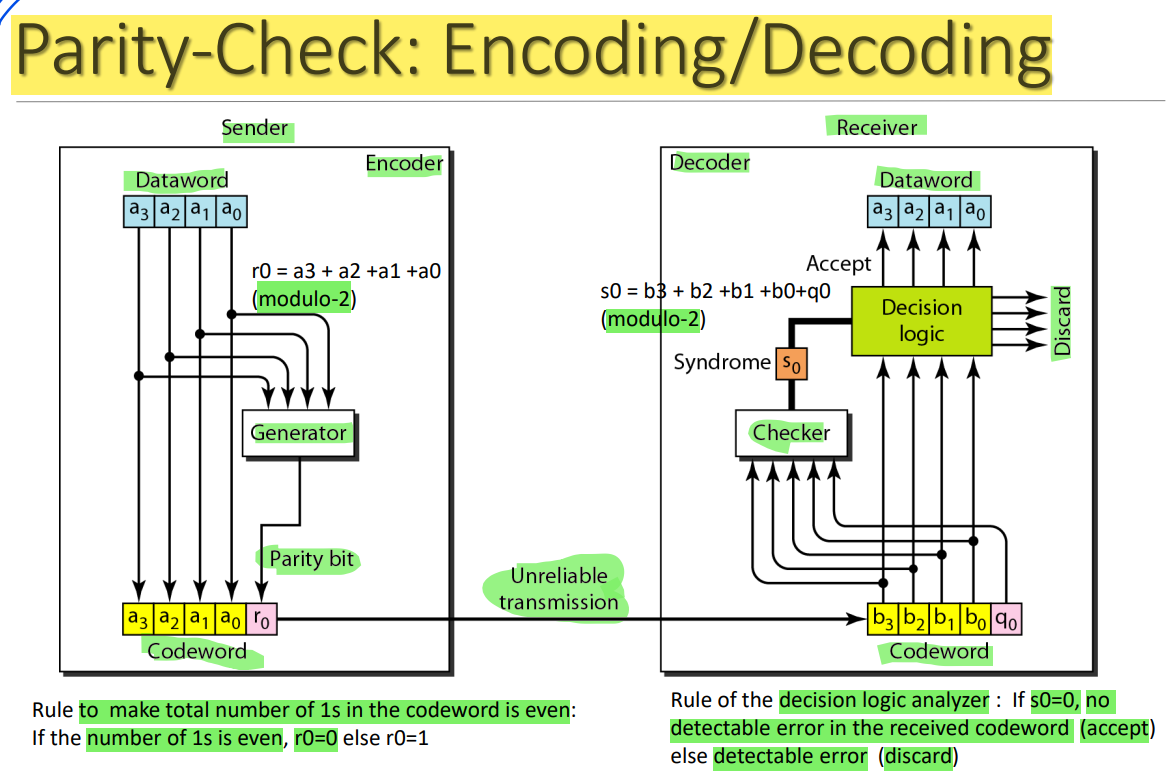 Parity-Check: Encoding/Decoding
Sender
Encoder
Dataword
a3 a2 a1 a0
r0 = a3 + a2 +a1 +a0
(modulo-2)
Generator
Parity bit
a3 a2 a1 a0 r0
Codeword
Unreliable
transmission
Receiver
Decoder
Dataword
a3 a2 a1 a0
Accept
s0 = b3 + b2 +b1 +b0+q0
(modulo-2)
Decision
logic
Discard
Syndrome
s0
Checker
b3 b2 b1 b0 q0
Codeword
Rule to make total number of 1s in the codeword is even:
If the number of 1s is even, r0=0 else r0=1
Rule of the decision logic analyzer : If s0=0, no
detectable error in the received codeword (accept)
else detectable error (discard)